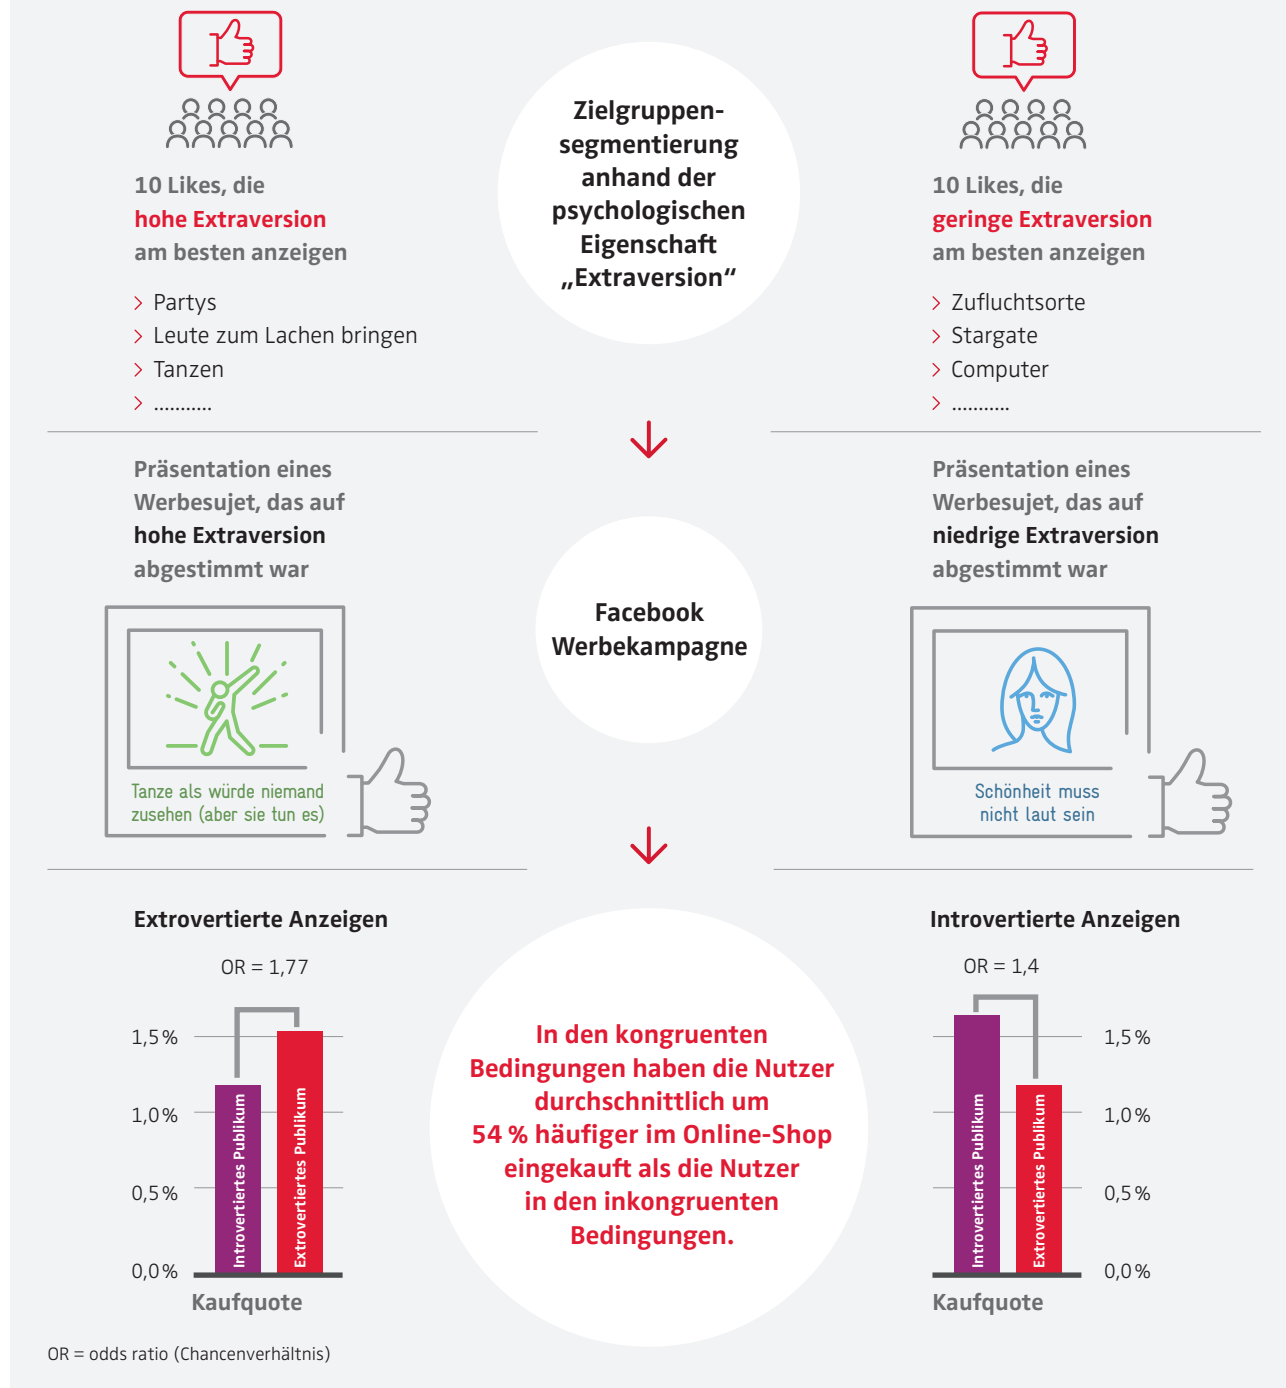 Zielgruppen-
segmentierung
anhand der
psychologischen
Eigenschaft
„Extraversion“
10 Likes, die
hohe Extraversion
am besten anzeigen
> Partys
> Leute zum Lachen bringen
> Tanzen
> ...........
10 Likes, die
geringe Extraversion
am besten anzeigen
> Zufluchtsorte
> Stargate
> Computer
> ...........
Präsentation eines
Werbesujet, das auf
hohe Extraversion
abgestimmt war
Tanze als würde niemand
zusehen (aber sie tun es)
Facebook
Werbekampagne
Präsentation eines
Werbesujet, das auf
niedrige Extraversion
abgestimmt war
Schönheit muss
nicht laut sein
Extrovertierte Anzeigen
OR = 1,77
1,5 %
1,0 %
0,5 %
0,0 %
Introvertiertes Publikum
Extrovertiertes Publikum
Kaufquote
In den kongruenten
Bedingungen haben die Nutzer
durchschnittlich um
54 % häufiger im Online-Shop
eingekauft als die Nutzer
in den inkongruenten
Bedingungen.
Introvertierte Anzeigen
OR = 1,4
Introvertiertes Publikum
Extrovertiertes Publikum
1,5 %
1,0 %
0,5 %
0,0 %
Kaufquote
OR = odds ratio (Chancenverhältnis)